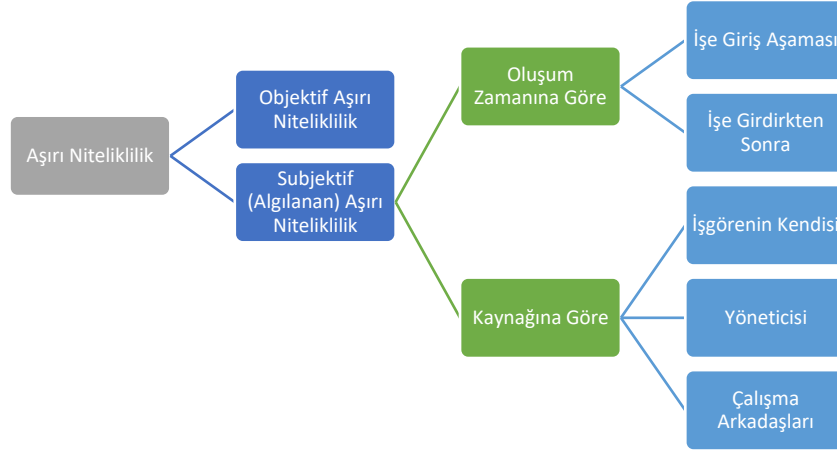 Aşırı Niteliklilik
Objektif Aşırı
Niteliklilik
Subjektif
(Algılanan) Aşırı
Niteliklilik
Oluşum
Zamanına Göre
Kaynağına Göre
İşe Giriş Aşaması
İşe Girdirkten
Sonra
İşgörenin Kendisi
Yöneticisi
Çalışma
Arkadaşları